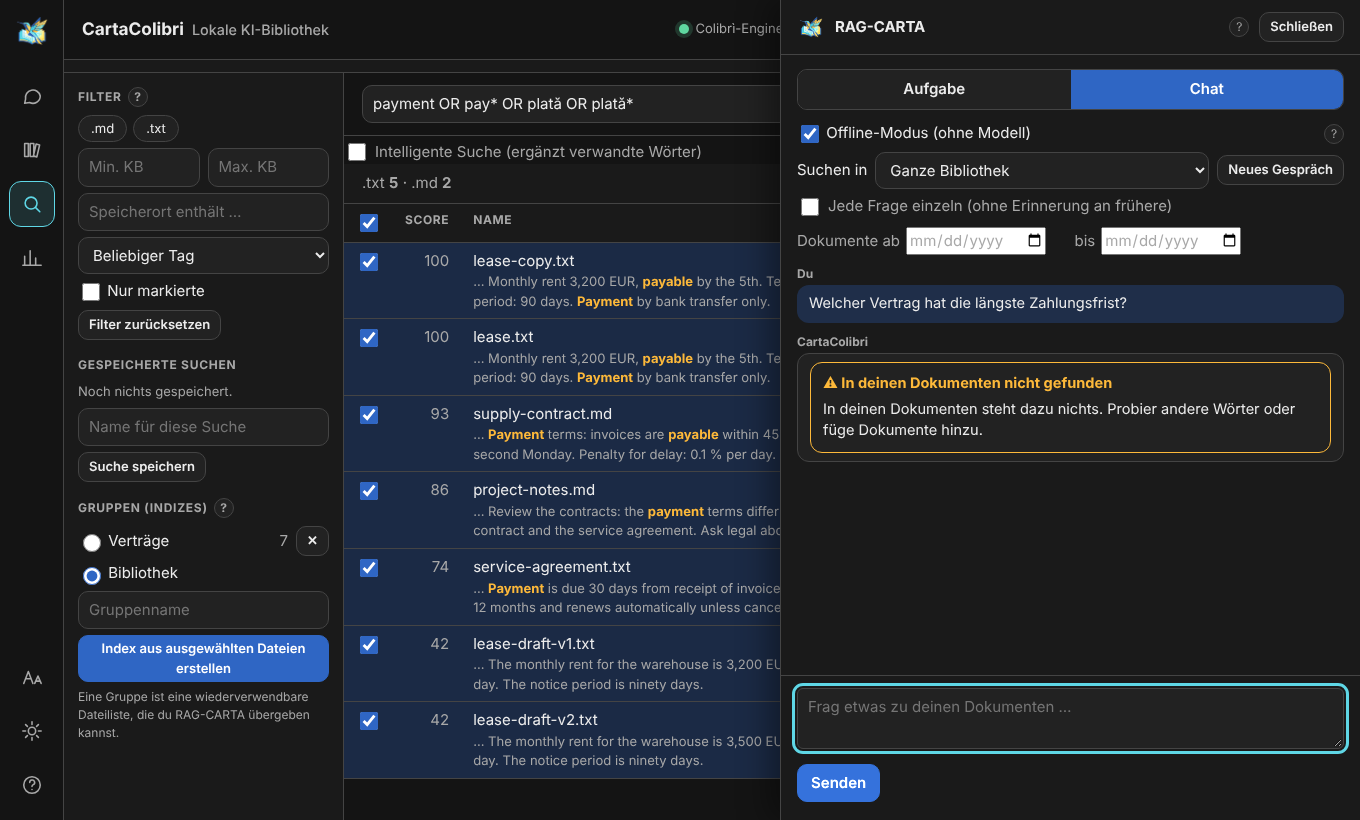 CartaColibri Lokale KI-Bibliothek
Colibrì-Engine
FILTER ?
.md .txt
Min. KB Max. KB
Speicherort enthält ...
Beliebiger Tag
Nur markierte
Filter zurücksetzen
GESPEICHERTE SUCHEN
Noch nichts gespeichert.
Name für diese Suche
Suche speichern
GRUPPEN (INDIZES) ?
Verträge 7 ×
Bibliothek
Gruppenname
Index aus ausgewählten Dateien
erstellen
Eine Gruppe ist eine wiederverwendbare
Dateiliste, die du RAG-CARTA übergeben
kannst.
payment OR pay* OR plată OR plată*
Intelligente Suche (ergänzt verwandte Wörter)
.txt 5 · .md 2
SCORE NAME
100 lease-copy.txt
... Monthly rent 3,200 EUR, payable by the 5th. Te
period: 90 days. Payment by bank transfer only.
100 lease.txt
... Monthly rent 3,200 EUR, payable by the 5th. Te
period: 90 days. Payment by bank transfer only.
93 supply-contract.md
... Payment terms: invoices are payable within 45
second Monday. Penalty for delay: 0.1 % per day.
86 project-notes.md
... Review the contracts: the payment terms differ
contract and the service agreement. Ask legal abo
74 service-agreement.txt
... Payment is due 30 days from receipt of invoice
12 months and renews automatically unless cance
42 lease-draft-v1.txt
... The monthly rent for the warehouse is 3,200 EU
day. The notice period is ninety days.
42 lease-draft-v2.txt
... The monthly rent for the warehouse is 3,500 EU
day. The notice period is ninety days.
RAG-CARTA ? Schließen
Aufgabe Chat
Offline-Modus (ohne Modell) ?
Suchen in Ganze Bibliothek Neues Gespräch
Jede Frage einzeln (ohne Erinnerung an frühere)
Dokumente ab mm/dd/yyyy bis mm/dd/yyyy
Du
Welcher Vertrag hat die längste Zahlungsfrist?
CartaColibri
⚠ In deinen Dokumenten nicht gefunden
In deinen Dokumenten steht dazu nichts. Probier andere Wörter oder
füge Dokumente hinzu.
Frag etwas zu deinen Dokumenten ...
Senden